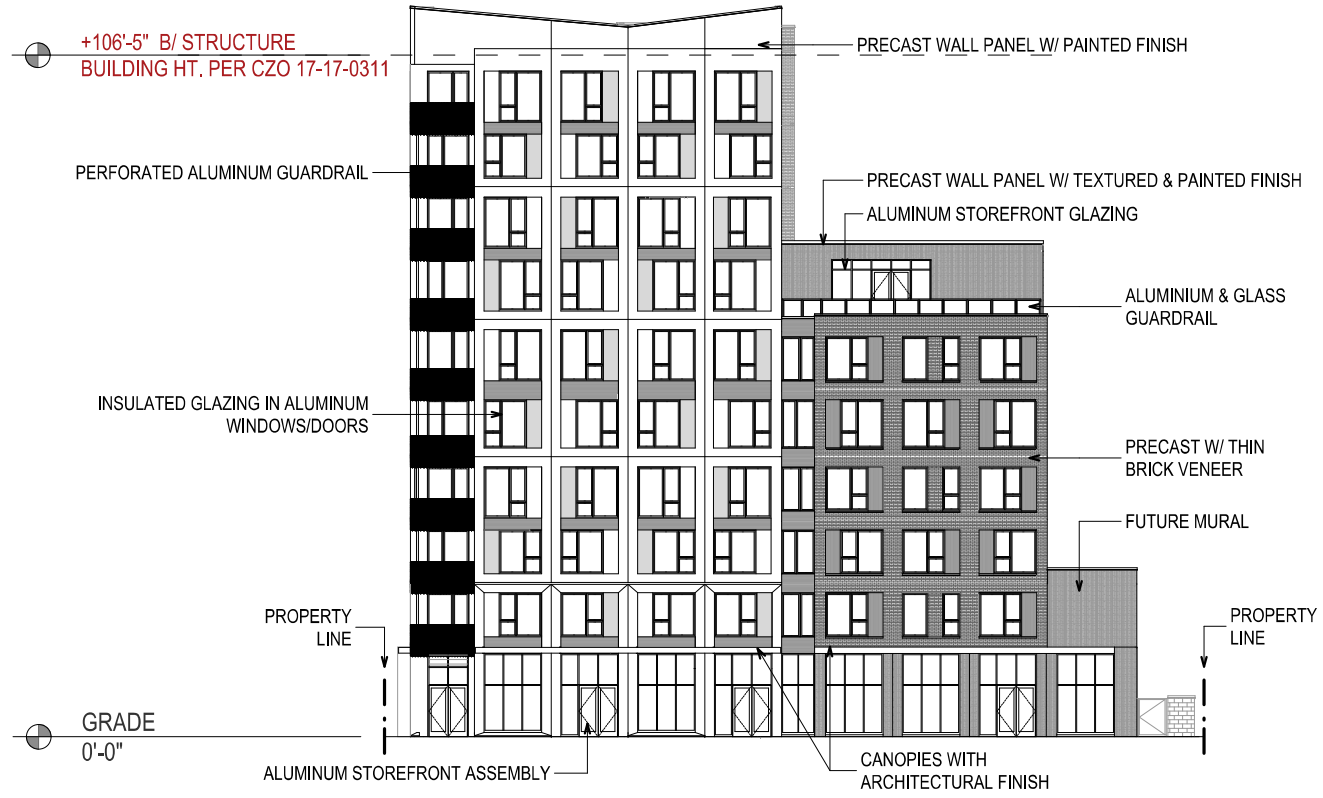 +106'-5" B/ STRUCTURE
BUILDING HT. PER CZO 17-17-0311
PRECAST WALL PANEL W/ PAINTED FINISH
PERFORATED ALUMINUM GUARDRAIL
PRECAST WALL PANEL W/ TEXTURED & PAINTED FINISH
ALUMINUM STOREFRONT GLAZING
ALUMINIUM & GLASS
GUARDRAIL
INSULATED GLAZING IN ALUMINUM
WINDOWS/DOORS
PRECAST W/ THIN
BRICK VENEER
FUTURE MURAL
PROPERTY
LINE
PROPERTY
LINE
GRADE
0'-0"
ALUMINUM STOREFRONT ASSEMBLY
CANOPIES WITH
ARCHITECTURAL FINISH